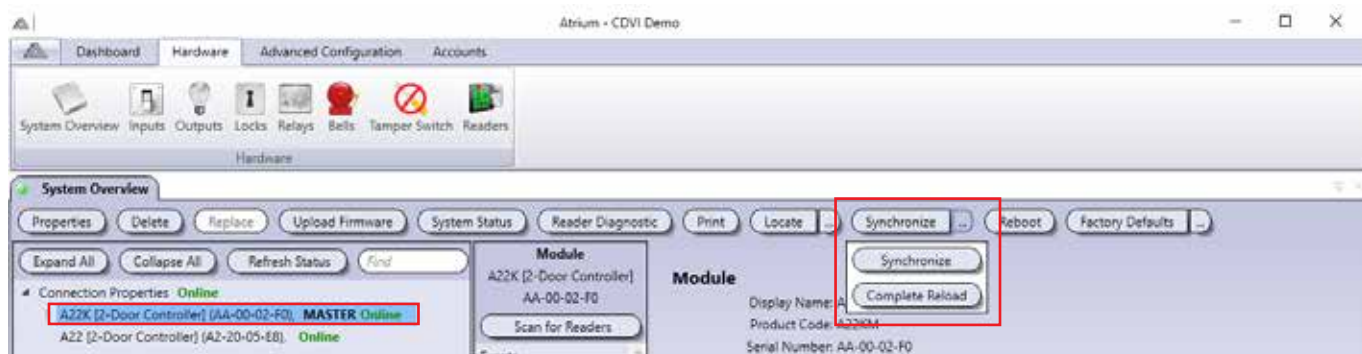 Atrium - CDVI Demo
Dashboard Hardware Advanced Configuration Accounts
System Overview Inputs Outputs Locks Relays Bells Tamper Switch Readers
Hardware
System Overview
Properties Delete Replace Upload Firmware System Status Reader Diagnostic Print Locate ... Synchronize ... Reboot Factory Defaults ...
Expand All Collapse All Refresh Status Find
Connection Properties Online
A22K [2-Door Controller] (AA-00-02-F0), MASTER Online
A22 [2-Door Controller] (A2-20-05-E8), Online
Module
A22K [2-Door Controller]
AA-00-02-F0
Scan for Readers
Module
Display Name: A
Product Code: A22KM
Serial Number: AA-00-02-F0
Synchronize
Complete Reload